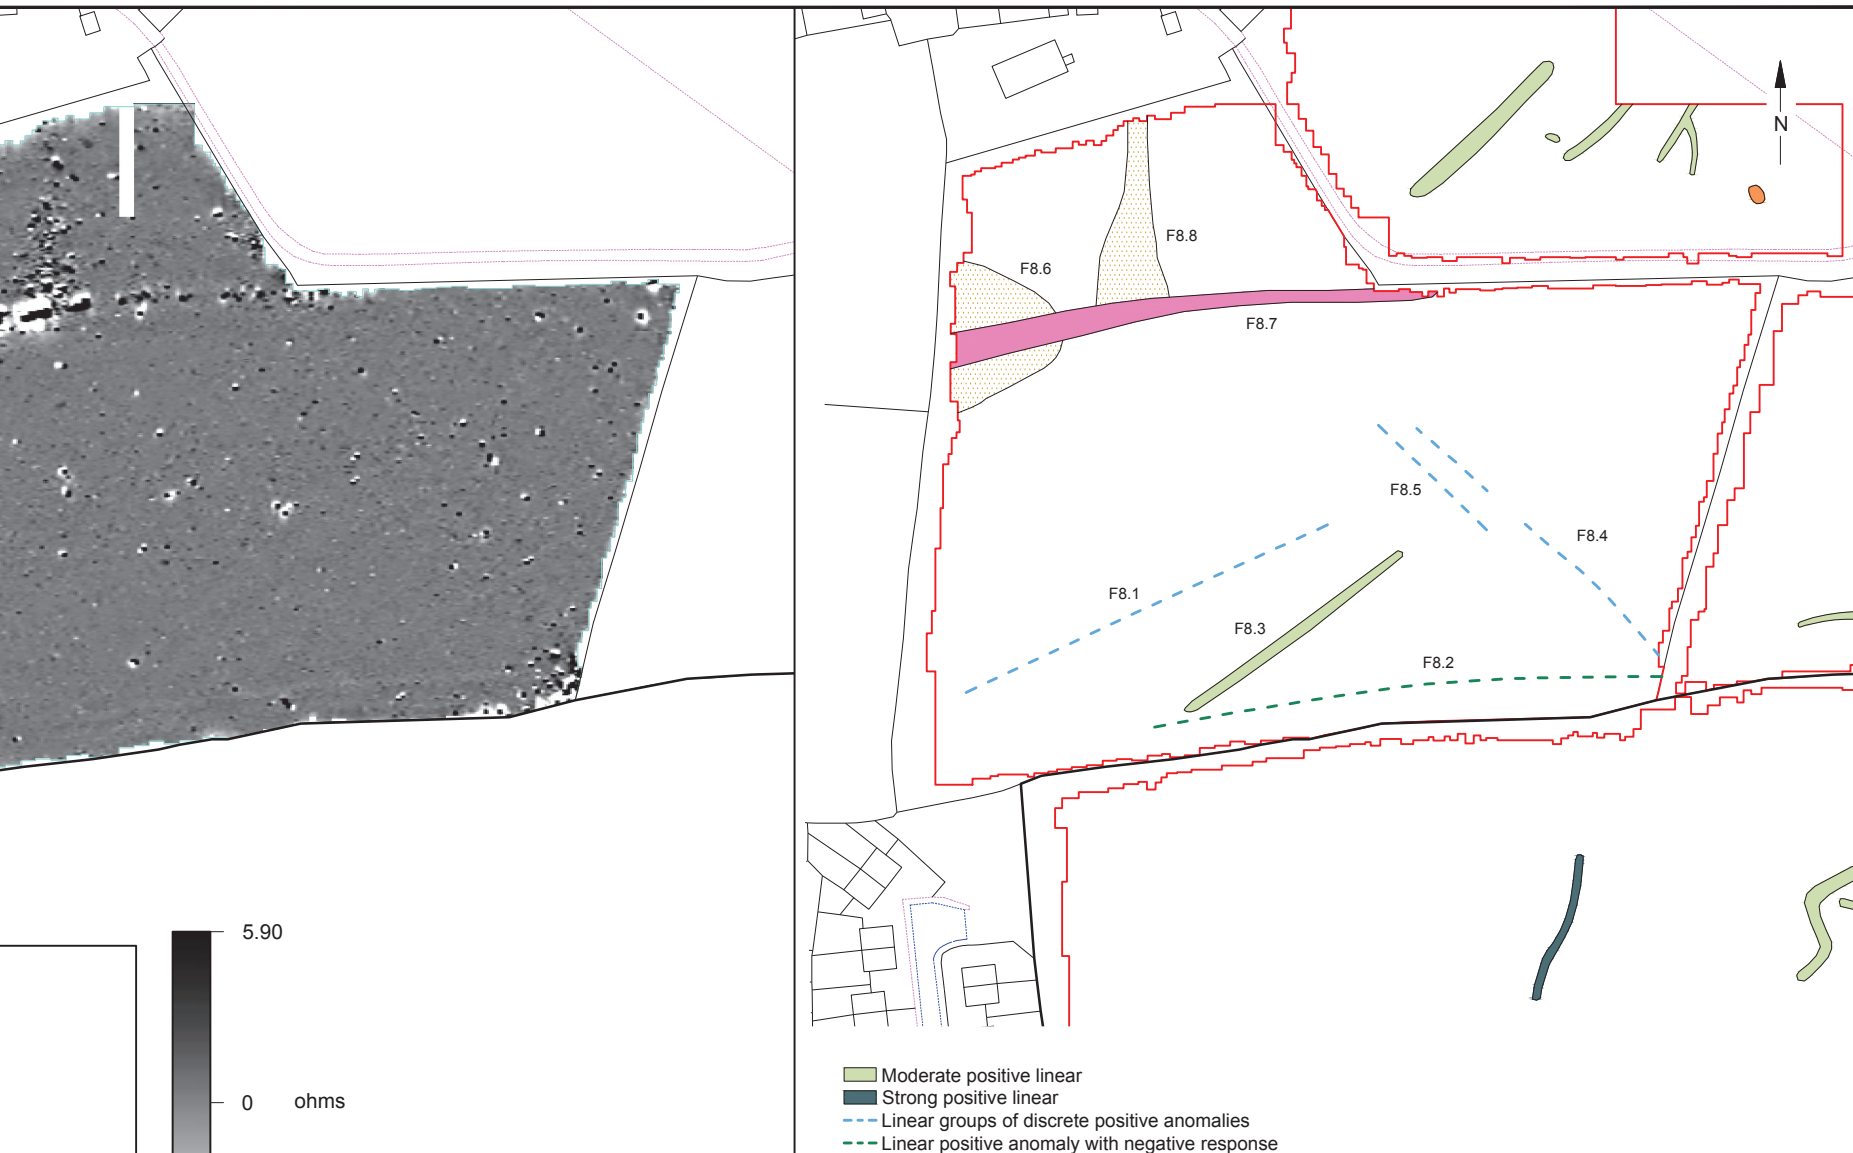 N
F8.8
F8.6
F8.7
F8.5
F8.4
F8.1
F8.3
F8.2
5.90
0 ohms
Moderate positive linear
Strong positive linear
Linear groups of discrete positive anomalies
Linear positive anomaly with negative response